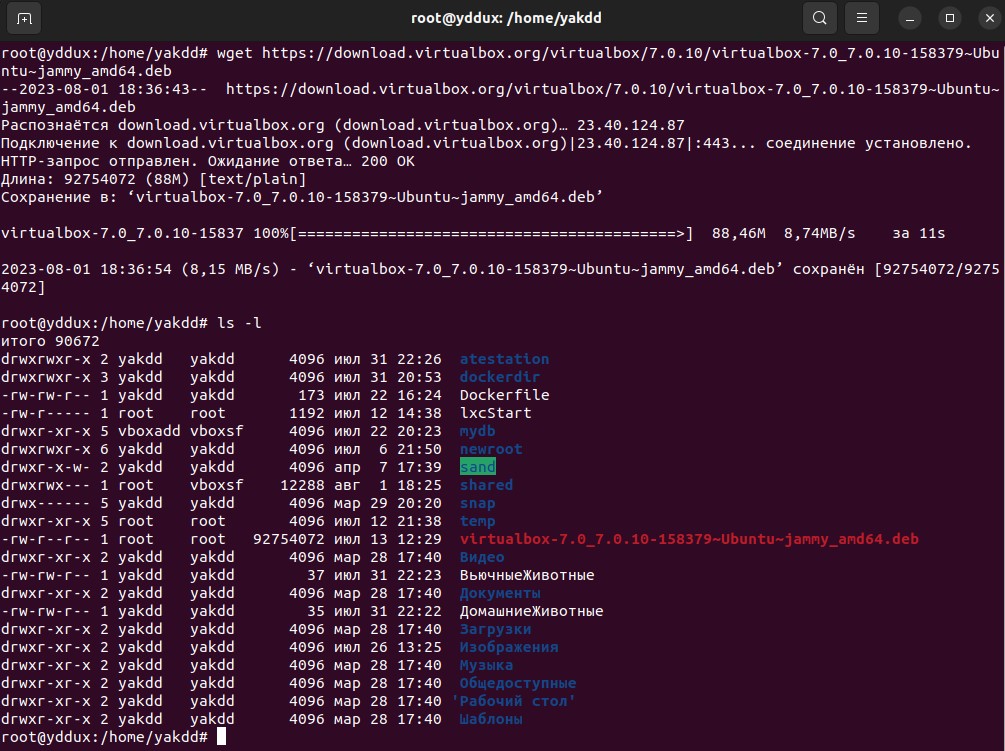 root@yddux: /home/yakdd
root@yddux:/home/yakdd# wget https://download.virtualbox.org/virtualbox/7.0.10/virtualbox-7.0_7.0.10-158379~Ubu
ntu~jammy_amd64.deb
--2023-08-01 18:36:43--  https://download.virtualbox.org/virtualbox/7.0.10/virtualbox-7.0_7.0.10-158379~Ubuntu~
jammy_amd64.deb
Распознаётся download.virtualbox.org (download.virtualbox.org)… 23.40.124.87
Подключение к download.virtualbox.org (download.virtualbox.org)|23.40.124.87|:443... соединение установлено.
HTTP-запрос отправлен. Ожидание ответа… 200 OK
Длина: 92754072 (88M) [text/plain]
Сохранение в: ‘virtualbox-7.0_7.0.10-158379~Ubuntu~jammy_amd64.deb’
virtualbox-7.0_7.0.10-15837 100%[==========================================>]  88,46M  8,74MB/s    за 11s
2023-08-01 18:36:54 (8,15 MB/s) - ‘virtualbox-7.0_7.0.10-158379~Ubuntu~jammy_amd64.deb’ сохранён [92754072/9275
4072]
root@yddux:/home/yakdd# ls -l
итого 90672
drwxrwxr-x 2 yakdd   yakdd      4096 июл 31 22:26  atestation
drwxrwxr-x 3 yakdd   yakdd      4096 июл 31 20:53  dockerdir
-rw-rw-r-- 1 yakdd   yakdd       173 июл 22 16:24  Dockerfile
-rw-r----- 1 root    root       1192 июл 12 14:38  lxcStart
drwxr-xr-x 5 vboxadd vboxsf     4096 июл 22 20:23  mydb
drwxrwxr-x 6 yakdd   yakdd      4096 июл  6 21:50  newroot
drwxr-x-w- 2 yakdd   yakdd      4096 апр  7 17:39  sand
drwxrwx--- 1 root    vboxsf    12288 авг  1 18:25  shared
drwx------ 5 yakdd   yakdd      4096 мар 29 20:20  snap
drwxr-xr-x 5 root    root       4096 июл 12 21:38  temp
-rw-r--r-- 1 root    root   92754072 июл 13 12:29  virtualbox-7.0_7.0.10-158379~Ubuntu~jammy_amd64.deb
drwxr-xr-x 2 yakdd   yakdd      4096 мар 28 17:40  Видео
-rw-rw-r-- 1 yakdd   yakdd        37 июл 31 22:23  ВьючныеЖивотные
drwxr-xr-x 2 yakdd   yakdd      4096 мар 28 17:40  Документы
-rw-rw-r-- 1 yakdd   yakdd        35 июл 31 22:22  ДомашниеЖивотные
drwxr-xr-x 2 yakdd   yakdd      4096 мар 28 17:40  Загрузки
drwxr-xr-x 2 yakdd   yakdd      4096 июл 26 13:25  Изображения
drwxr-xr-x 2 yakdd   yakdd      4096 мар 28 17:40  Музыка
drwxr-xr-x 2 yakdd   yakdd      4096 мар 28 17:40  Общедоступные
drwxr-xr-x 2 yakdd   yakdd      4096 мар 28 17:40 'Рабочий стол'
drwxr-xr-x 2 yakdd   yakdd      4096 мар 28 17:40  Шаблоны
root@yddux:/home/yakdd#